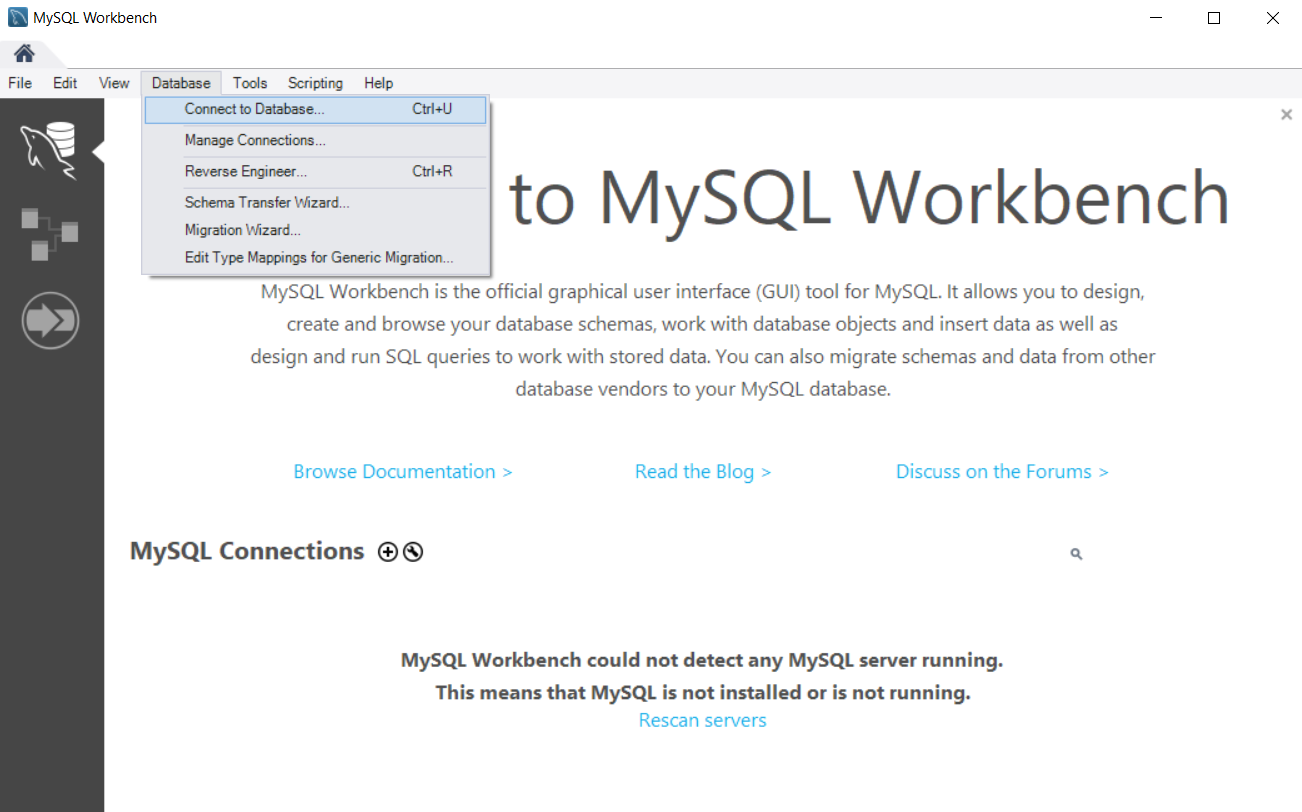 MySQL Workbench
File Edit View Database Tools Scripting Help
Connect to Database... Ctrl+U
Manage Connections...
Reverse Engineer... Ctrl+R
Schema Transfer Wizard...
Migration Wizard...
Edit Type Mappings for Generic Migration...
to MySQL Workbench
MySQL Workbench is the official graphical user interface (GUI) tool for MySQL. It allows you to design,
create and browse your database schemas, work with database objects and insert data as well as
design and run SQL queries to work with stored data. You can also migrate schemas and data from other
database vendors to your MySQL database.
Browse Documentation > Read the Blog > Discuss on the Forums >
MySQL Connections
MySQL Workbench could not detect any MySQL server running.
This means that MySQL is not installed or is not running.
Rescan servers